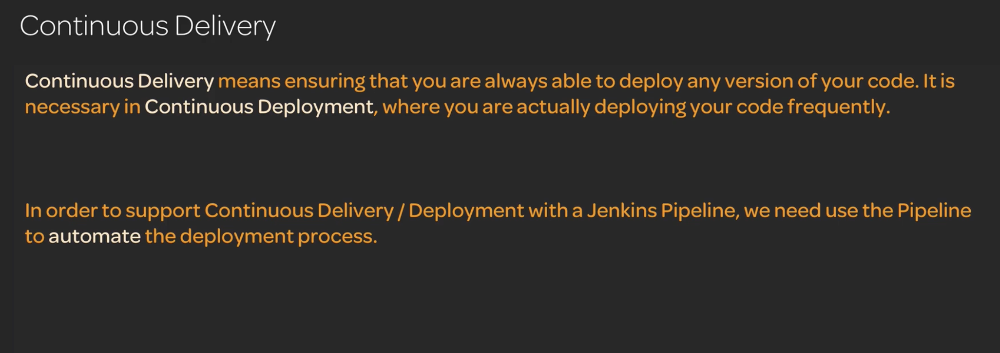 Continuous Delivery
Continuous Delivery means ensuring that you are always able to deploy any version of your code. It is
necessary in Continuous Deployment, where you are actually deploying your code frequently.
In order to support Continuous Delivery / Deployment with a Jenkins Pipeline, we need use the Pipeline
to automate the deployment process.